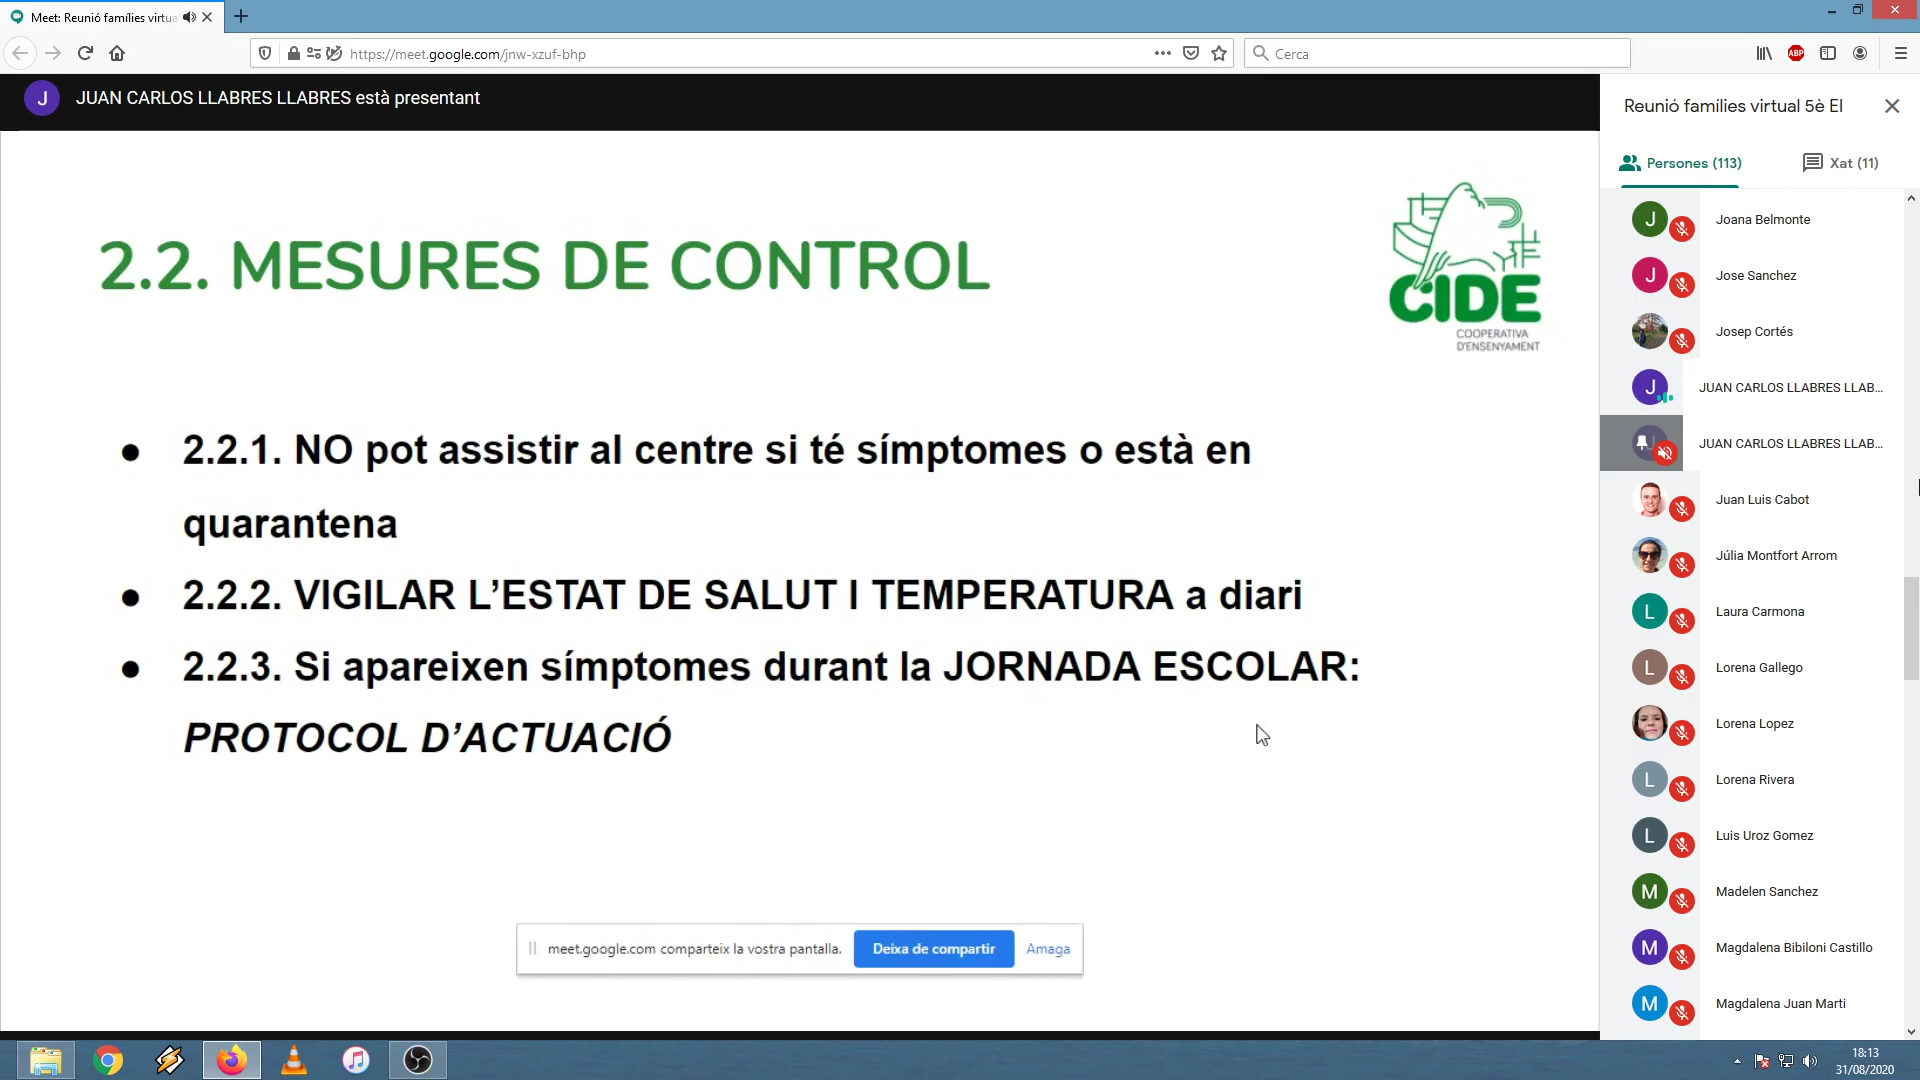 Meet: Reunió famílies virtua
https://meet.google.com/jnw-xzuf-bhp
Cerca
ABP
J
JUAN CARLOS LLABRES LLABRES està presentant
2.2. MESURES DE CONTROL
CIDE
COOPERATIVA
D'ENSENYAMENT
● 2.2.1. NO pot assistir al centre si té símptomes o està en
quarantena
● 2.2.2. VIGILAR L’ESTAT DE SALUT I TEMPERATURA a diari
● 2.2.3. Si apareixen símptomes durant la JORNADA ESCOLAR:
PROTOCOL D’ACTUACIÓ
meet.google.com comparteix la vostra pantalla.
Deixa de compartir
Amaga
Reunió famílies virtual 5è EI
Persones (113)
Xat (11)
J Joana Belmonte
J Jose Sanchez
Josep Cortés
J JUAN CARLOS LLABRES LLAB...
JUAN CARLOS LLABRES LLAB...
Juan Luis Cabot
Júlia Montfort Arrom
L Laura Carmona
L Lorena Gallego
Lorena Lopez
L Lorena Rivera
L Luis Uroz Gomez
M Madelen Sanchez
M Magdalena Bibiloni Castillo
M Magdalena Juan Marti
18:13
31/08/2020